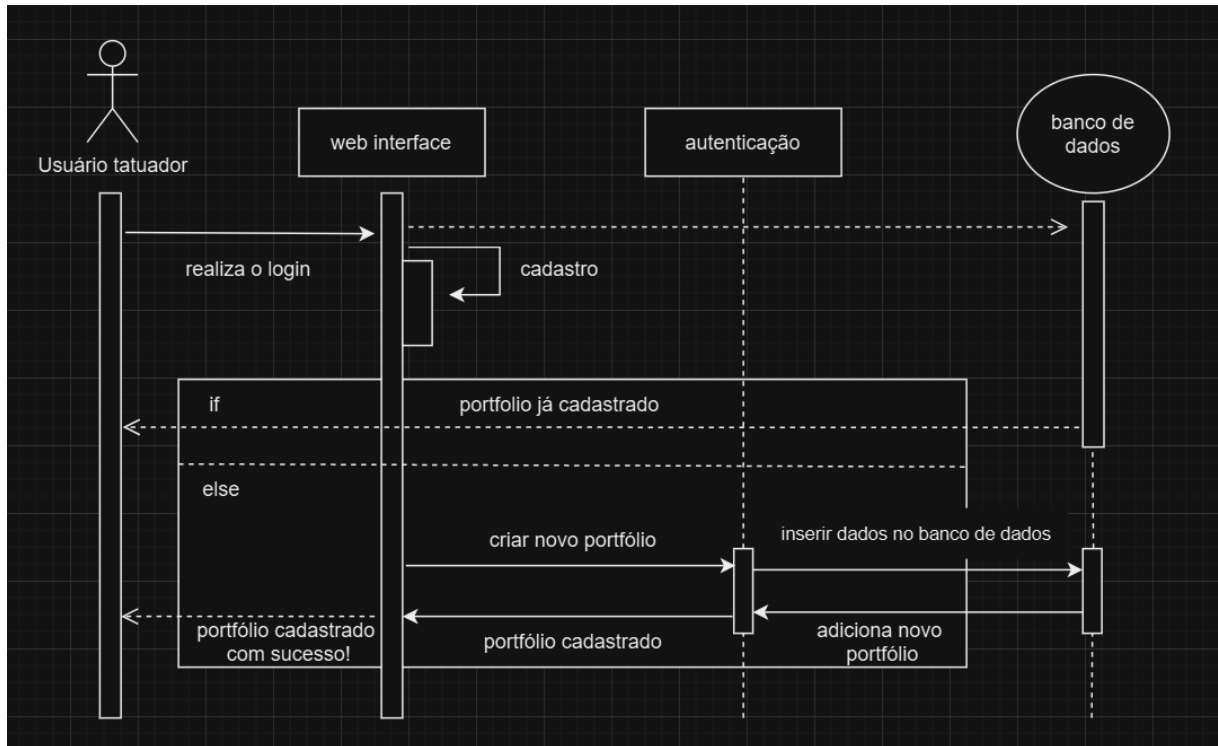 Usuário tatuador
web interface
autenticação
banco de
dados
realiza o login
cadastro
if
portfolio já cadastrado
else
criar novo portfólio
inserir dados no banco de dados
portfólio cadastrado
com sucesso!
portfólio cadastrado
adiciona novo
portfólio